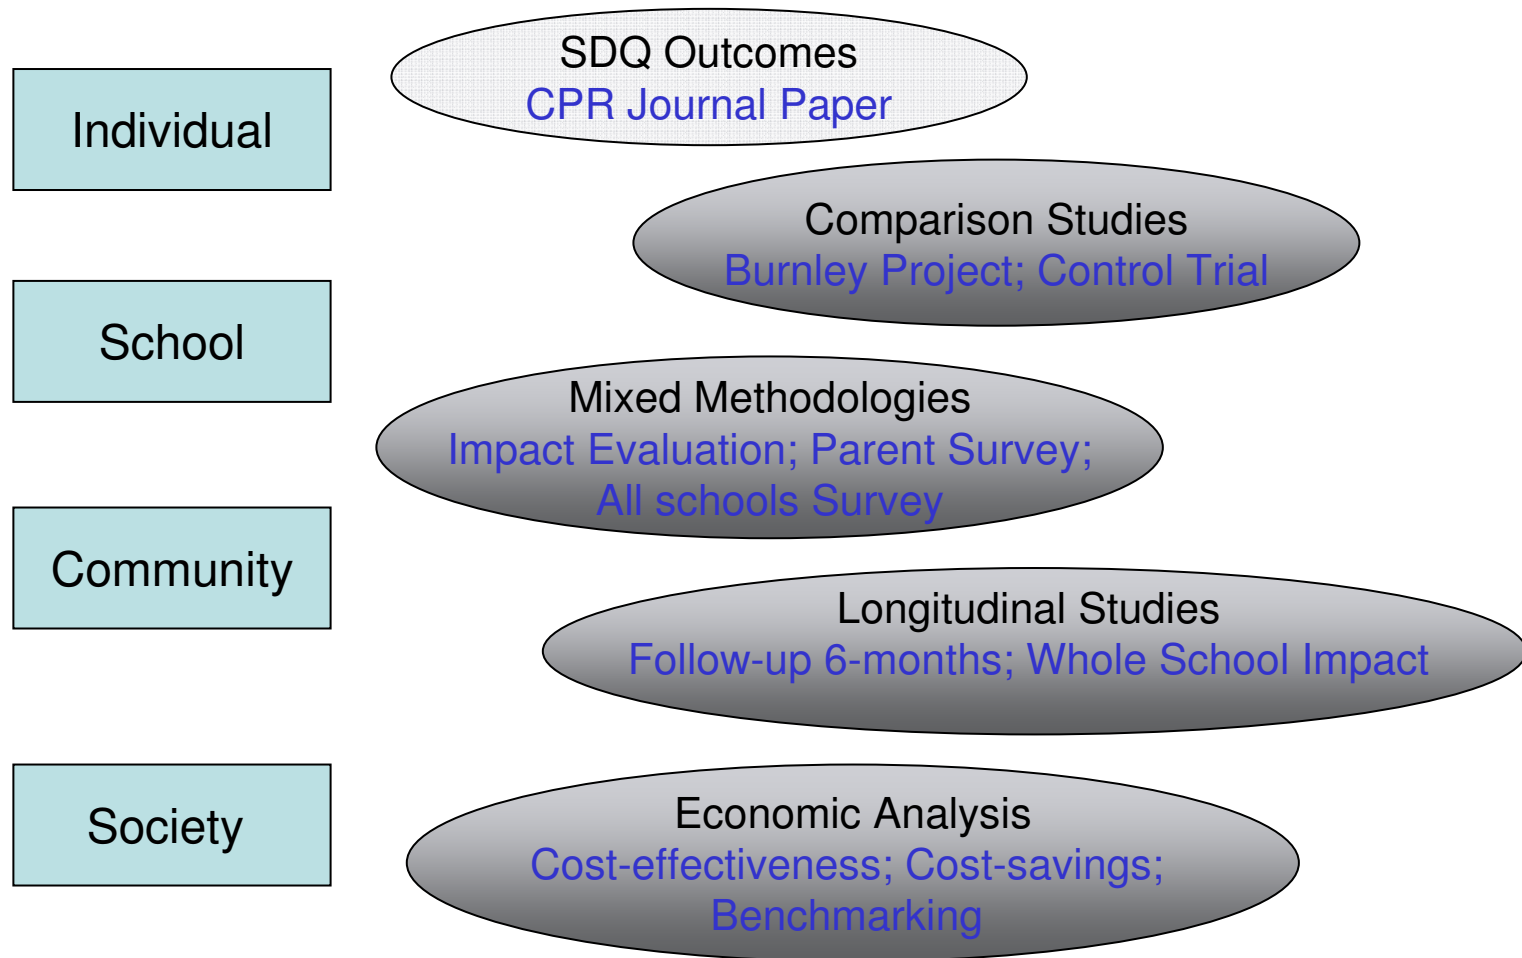 SDQ Outcomes
CPR Journal Paper
Individual
Comparison Studies
Burnley Project; Control Trial
School
Mixed Methodologies
Impact Evaluation; Parent Survey;
All schools Survey
Community
Longitudinal Studies
Follow-up 6-months; Whole School Impact
Society
Economic Analysis
Cost-effectiveness; Cost-savings;
Benchmarking